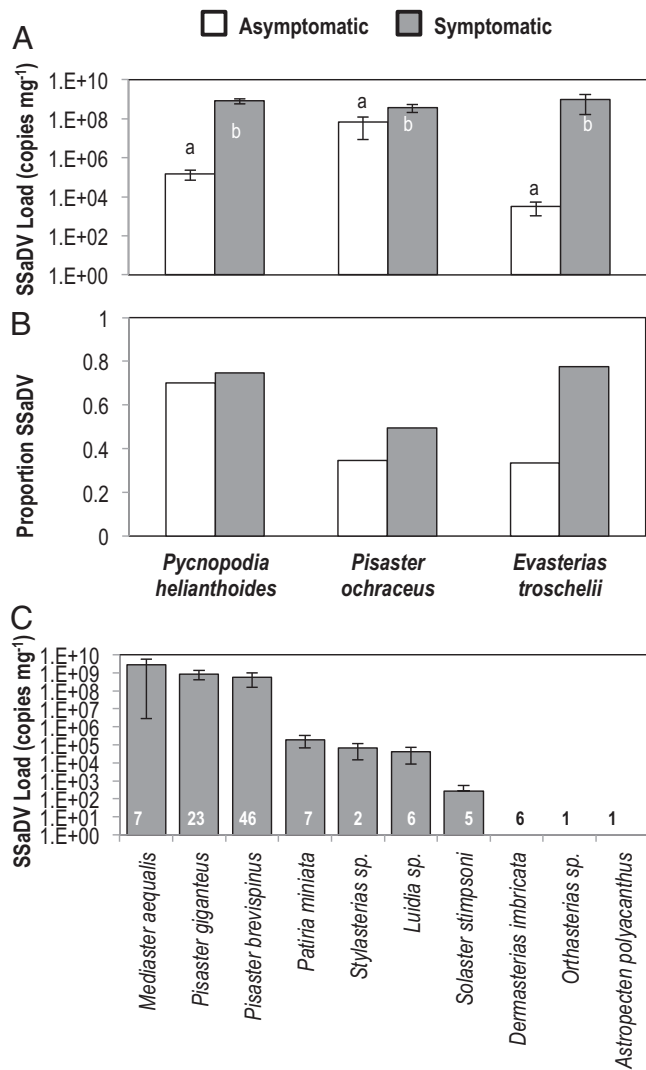 Asymptomatic Symptomatic
A
SSaDV Load (copies mg-1)
1.E+10
1.E+08
1.E+06
1.E+04
1.E+02
1.E+00
a
b
a
b
a
b
B
Proportion SSaDV
1
0.8
0.6
0.4
0.2
0
Pycnopodia
helianthoides
Pisaster
ochraceus
Evasterias
troschelii
C
SSaDV Load (copies mg-1)
1.E+10
1.E+09
1.E+08
1.E+07
1.E+06
1.E+05
1.E+04
1.E+03
1.E+02
1.E+01
1.E+00
7 23 46 7 2 6 5 6 1 1
Mediaster aequalis
Pisaster giganteus
Pisaster brevispinus
Patiria miniata
Stylasterias sp.
Luidia sp.
Solaster stimpsoni
Dermasterias imbricata
Orthasterias sp.
Astropecten polyacanthus